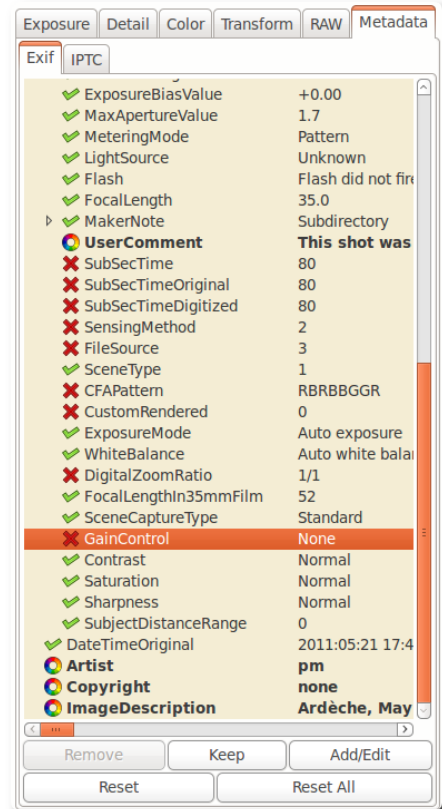 Exposure Detail Color Transform RAW Metadata
Exif IPTC
ExposureBiasValue +0.00
MaxApertureValue 1.7
MeteringMode Pattern
LightSource Unknown
Flash Flash did not fire
FocalLength 35.0
MakerNote Subdirectory
UserComment This shot was
SubSecTime 80
SubSecTimeOriginal 80
SubSecTimeDigitized 80
SensingMethod 2
FileSource 3
SceneType 1
CFAPattern RBRBBGGR
CustomRendered 0
ExposureMode Auto exposure
WhiteBalance Auto white balan
DigitalZoomRatio 1/1
FocalLengthIn35mmFilm 52
SceneCaptureType Standard
GainControl None
Contrast Normal
Saturation Normal
Sharpness Normal
SubjectDistanceRange 0
DateTimeOriginal 2011:05:21 17:4
Artist pm
Copyright none
ImageDescription Ardèche, May
Remove Keep Add/Edit
Reset Reset All